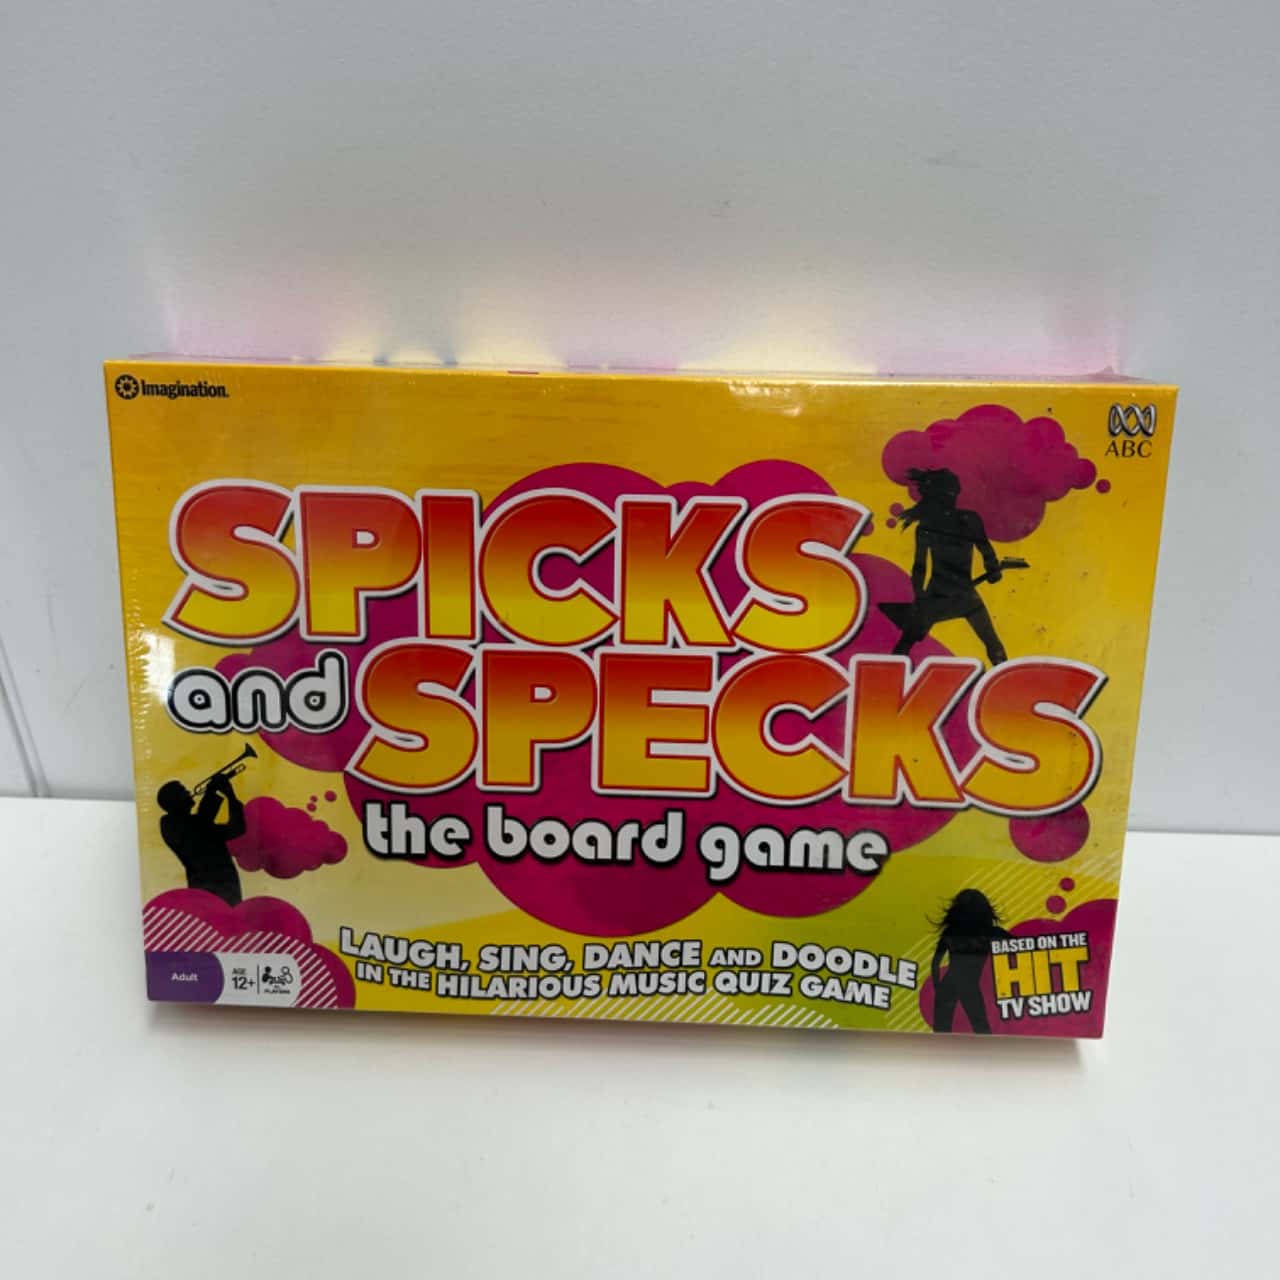 Imagination.
ABC
SPICKS
and SPECKS
the board game
LAUGH, SING, DANCE AND DOODLE
IN THE HILARIOUS MUSIC QUIZ GAME
BASED ON THE
HIT
TV SHOW
Adult
AGE
12+
PLAYERS